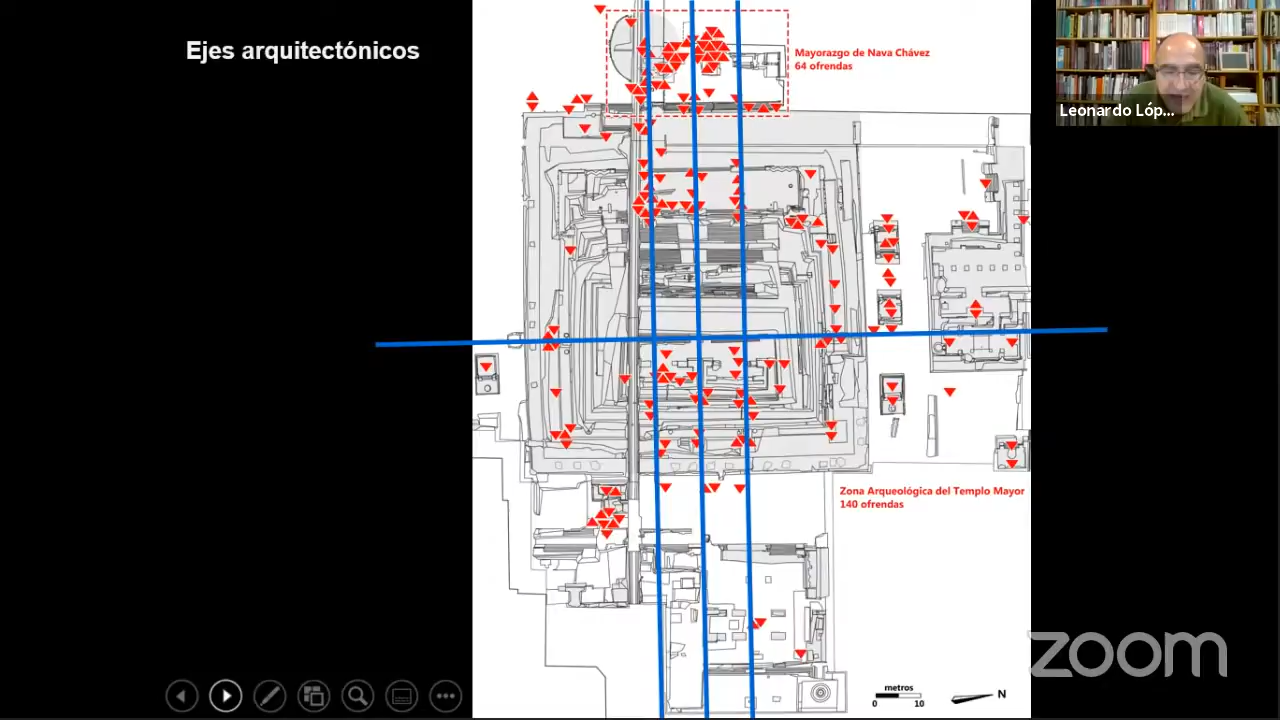 Ejes arquitectónicos
Mayorazgo de Nava Chávez
64 ofrendas
Leonardo Lóp...
Zona Arqueológica del Templo Mayor
140 ofrendas
metros
0 10
N
zoom